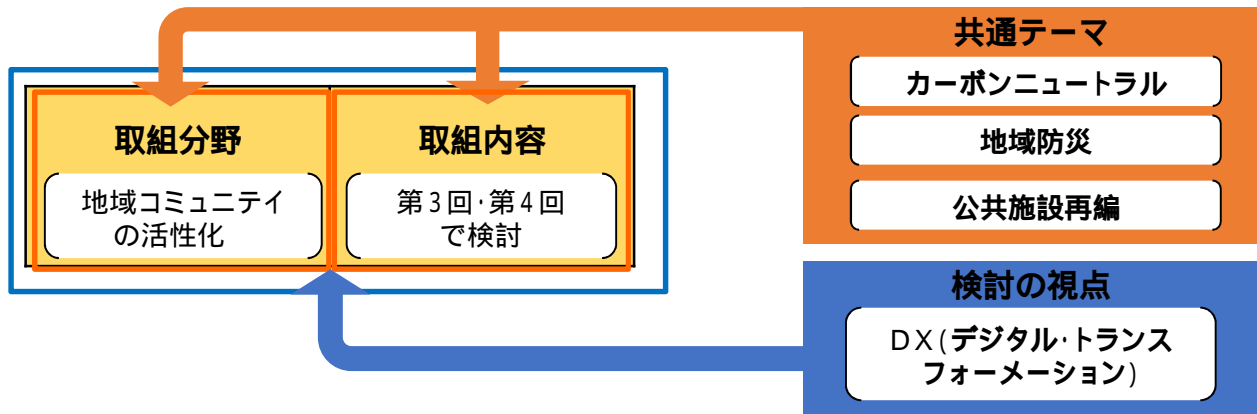 共通テーマ
カーボンニュートラル
地域防災
公共施設再編
取組分野
地域コミュニテイ
の活性化
取組内容
第3回・第4回
で検討
検討の視点
DX(デジタル・トランス
フォーメーション)